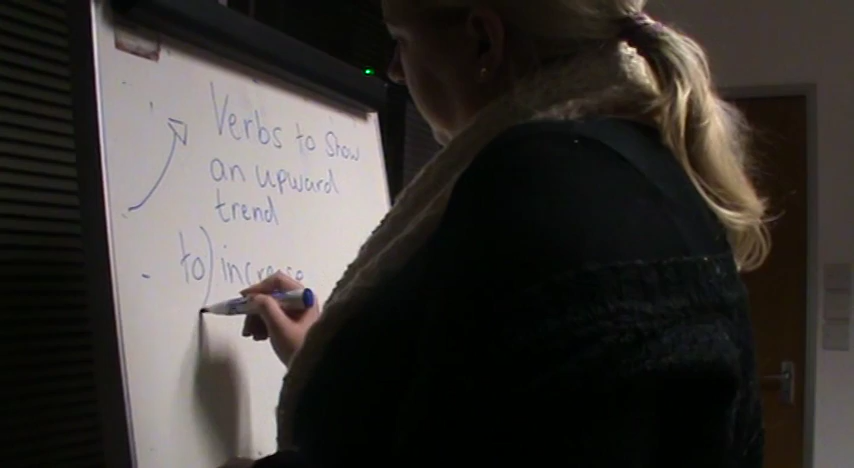 Verbs to Show
an upward
trend
- to) increase